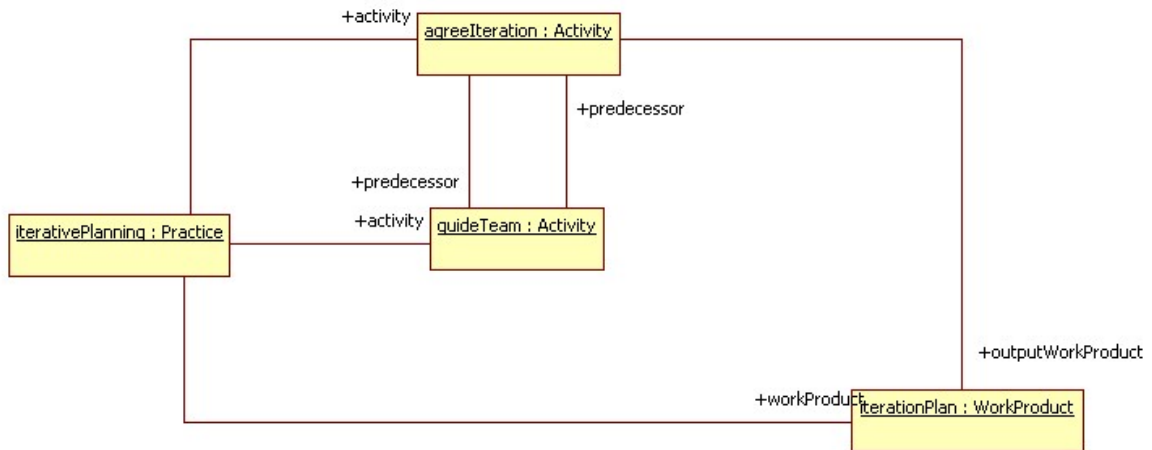 +activity
agreeIteration : Activity
+predecessor
+predecessor
+activity
guideTeam : Activity
iterativePlanning : Practice
+outputWorkProduct
+workProduct
iterationPlan : WorkProduct